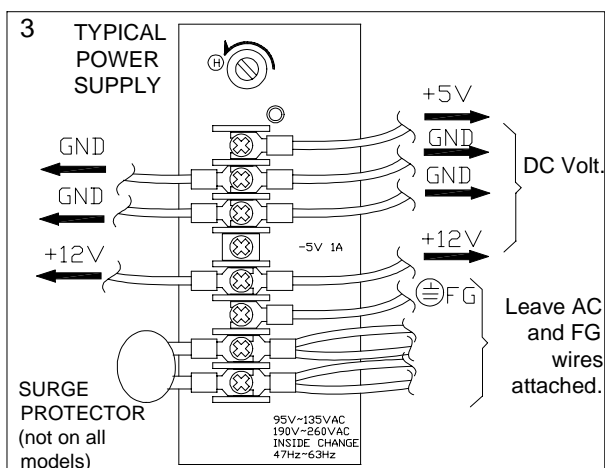 3
TYPICAL
POWER
SUPPLY
H
+5V
GND
GND
GND
GND
DC Volt.
+12V
-5V 1A
+12V
FG
Leave AC
and FG
wires
attached.
SURGE
PROTECTOR
(not on all
models)
95V~135VAC
190V~260VAC
INSIDE CHANGE
47Hz~63Hz